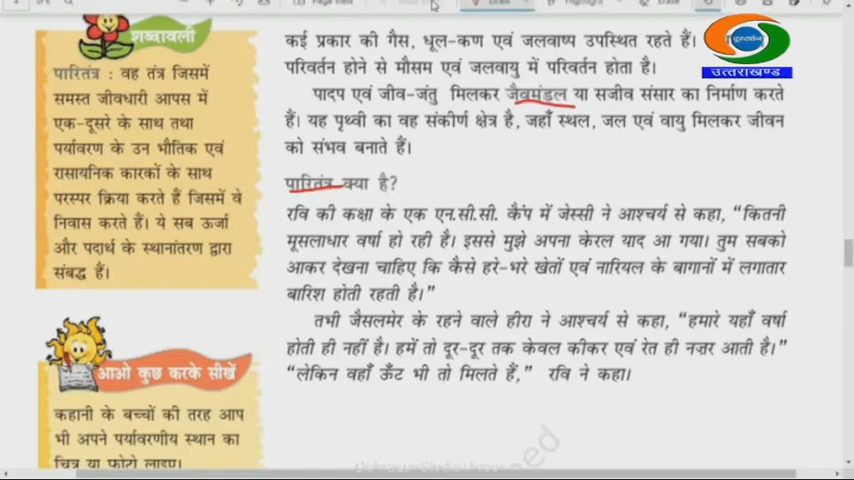 शब्दावली
पारितंत्र : वह तंत्र जिसमें
समस्त जीवधारी आपस में
एक-दूसरे के साथ तथा
पर्यावरण के उन भौतिक एवं
रासायनिक कारकों के साथ
परस्पर क्रिया करते हैं जिसमें वे
निवास करते हैं। ये सब ऊर्जा
और पदार्थ के स्थानांतरण द्वारा
संबद्ध हैं।
आओ कुछ करके सीखें
कहानी के बच्चों की तरह आप
भी अपने पर्यावरणीय स्थान का
चित्र या फोटो लाइए।
कई प्रकार की गैस, धूल-कण एवं जलवाष्प उपस्थित रहते हैं।
परिवर्तन होने से मौसम एवं जलवायु में परिवर्तन होता है।
पादप एवं जीव-जंतु मिलकर जैवमंडल या सजीव संसार का निर्माण करते
हैं। यह पृथ्वी का वह संकीर्ण क्षेत्र है, जहाँ स्थल, जल एवं वायु मिलकर जीवन
को संभव बनाते हैं।
पारितंत्र क्या है?
रवि की कक्षा के एक एन.सी.सी. कैंप में जेस्सी ने आश्चर्य से कहा, “कितनी
मूसलाधार वर्षा हो रही है। इससे मुझे अपना केरल याद आ गया। तुम सबको
आकर देखना चाहिए कि कैसे हरे-भरे खेतों एवं नारियल के बागानों में लगातार
बारिश होती रहती है।”
तभी जैसलमेर के रहने वाले हीरा ने आश्चर्य से कहा, “हमारे यहाँ वर्षा
होती ही नहीं है। हमें तो दूर-दूर तक केवल कीकर एवं रेत ही नज़र आती है।”
“लेकिन वहाँ ऊँट भी तो मिलते हैं,” रवि ने कहा।
दूरदर्शन
उत्तराखण्ड